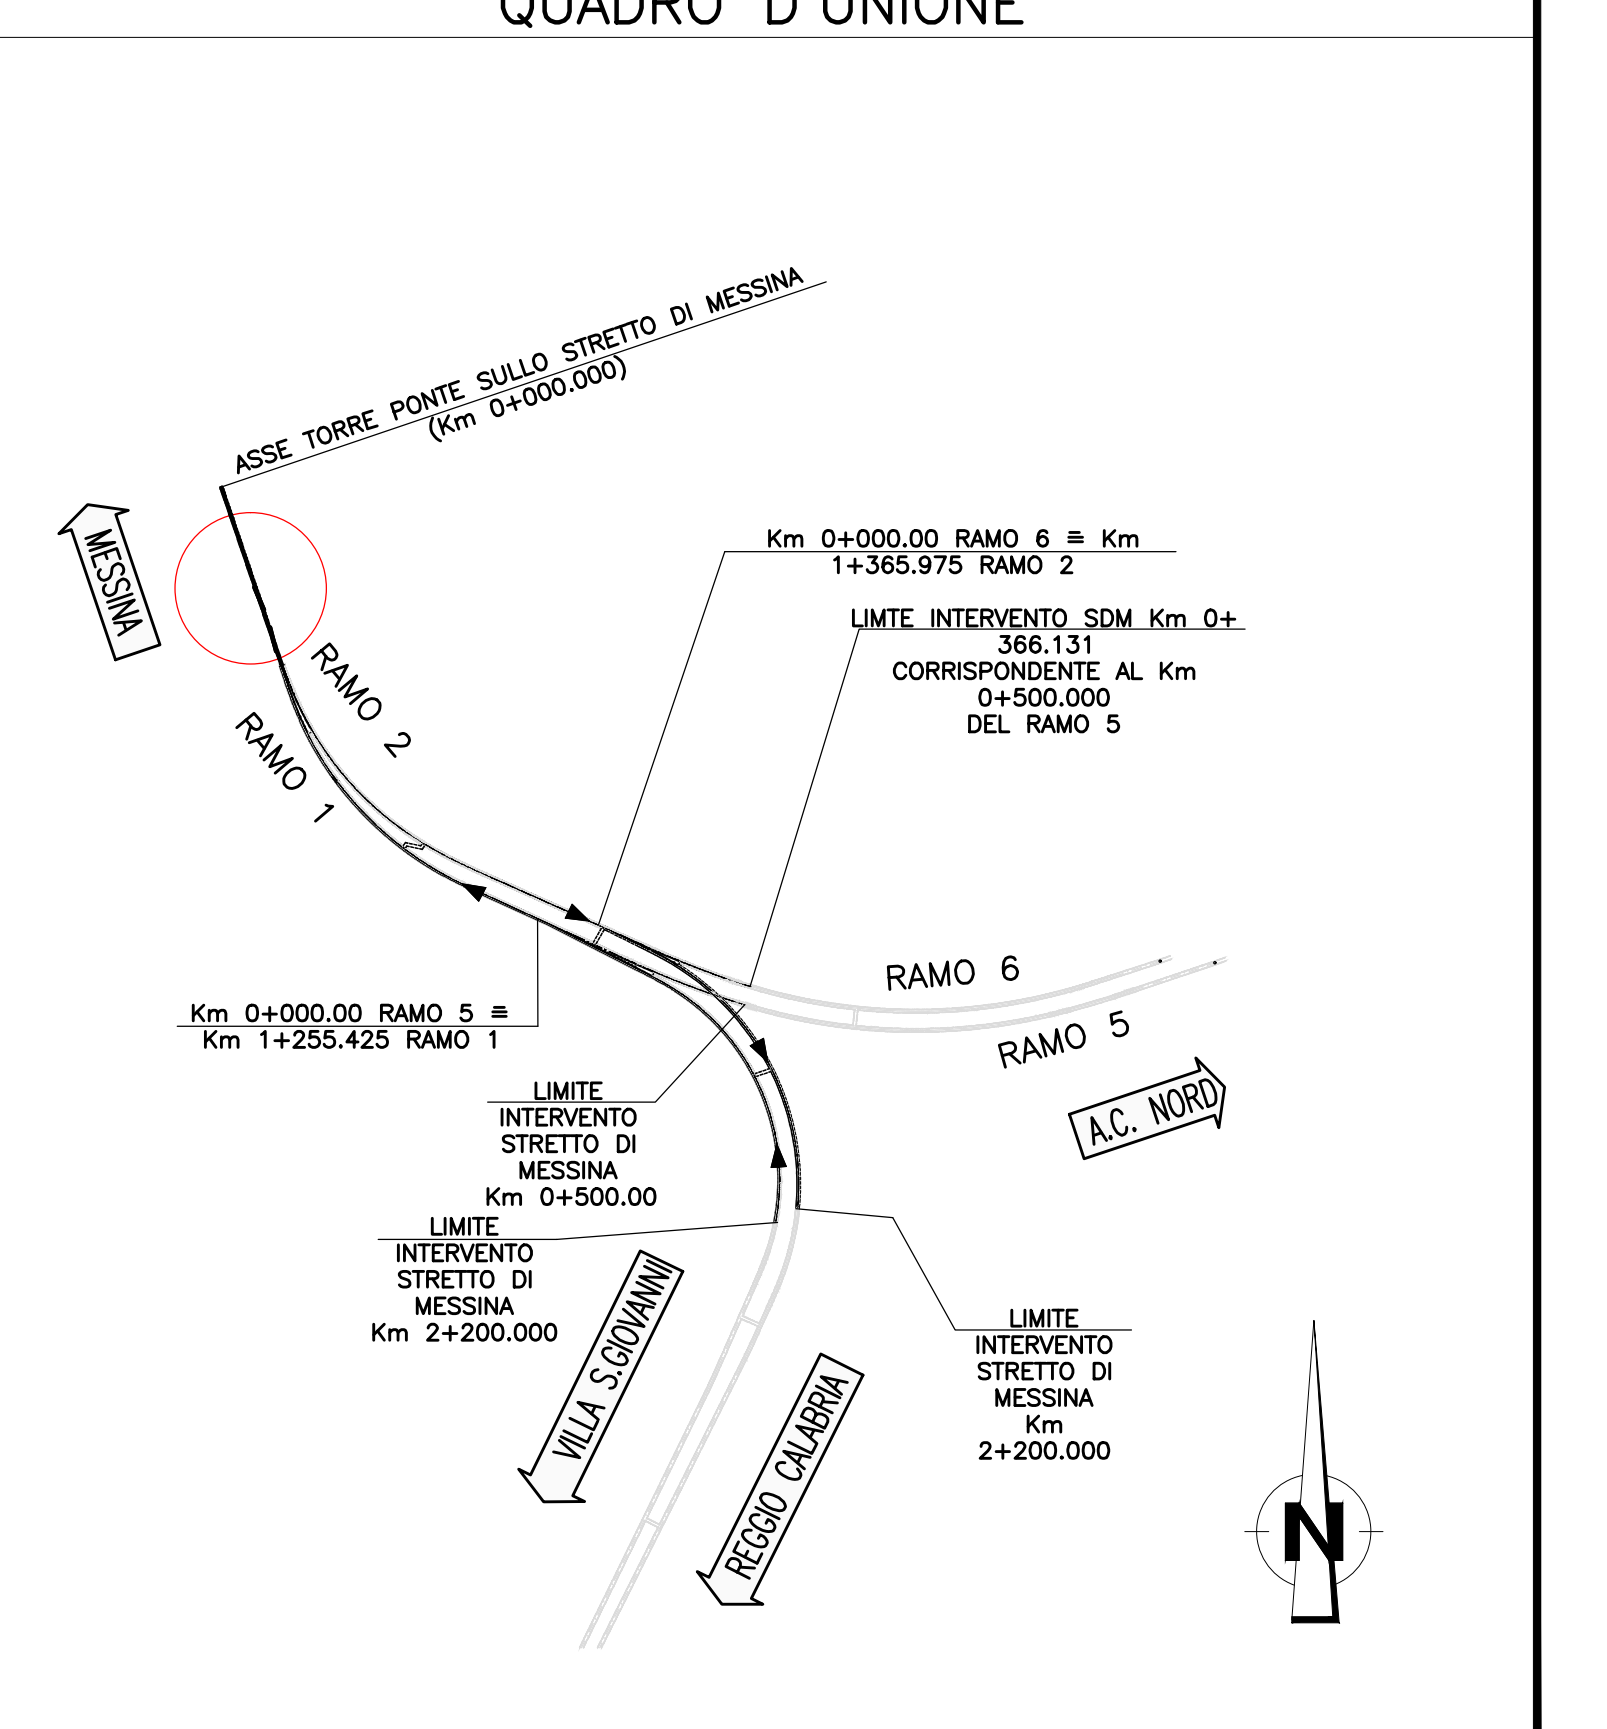 QUADRO D'UNIONE
ASSE TORRE PONTE SULLO STRETTO DI MESSINA
(Km 0+000.000)
MESSINA
Km 0+000.00 RAMO 6 ≡ Km
1+365.975 RAMO 2
LIMTE INTERVENTO SDM Km 0+
366.131
CORRISPONDENTE AL Km
0+500.000
DEL RAMO 5
RAMO 2
RAMO 1
RAMO 6
RAMO 5
Km 0+000.00 RAMO 5 ≡
Km 1+255.425 RAMO 1
A.C. NORD
LIMITE
INTERVENTO
STRETTO DI
MESSINA
Km 0+500.00
LIMITE
INTERVENTO
STRETTO DI
MESSINA
Km 2+200.000
VILLA S.GIOVANNI
REGGIO CALABRIA
LIMITE
INTERVENTO
STRETTO DI
MESSINA
Km
2+200.000
N